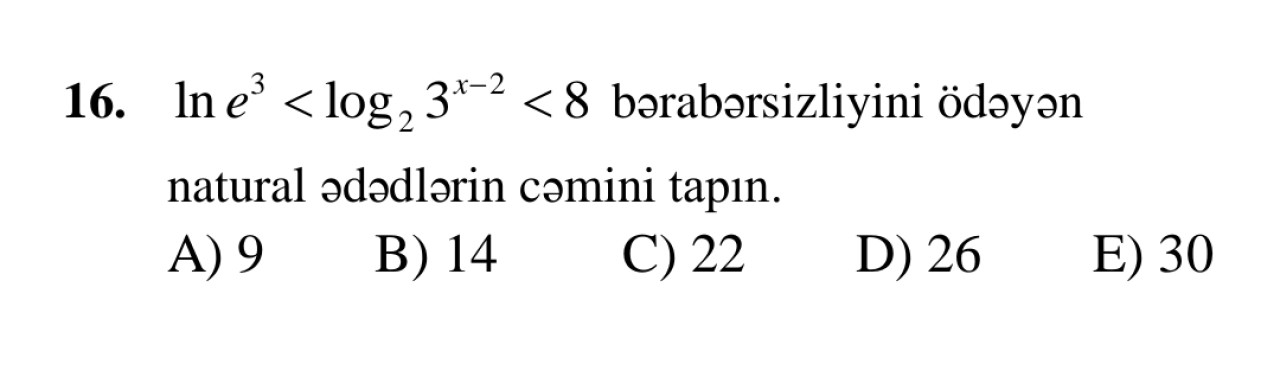 16. ln e³ < log₂ 3ˣ⁻² < 8 bərabərsizliyini ödəyən
natural ədədlərin cəmini tapın.
A) 9 B) 14 C) 22 D) 26 E) 30